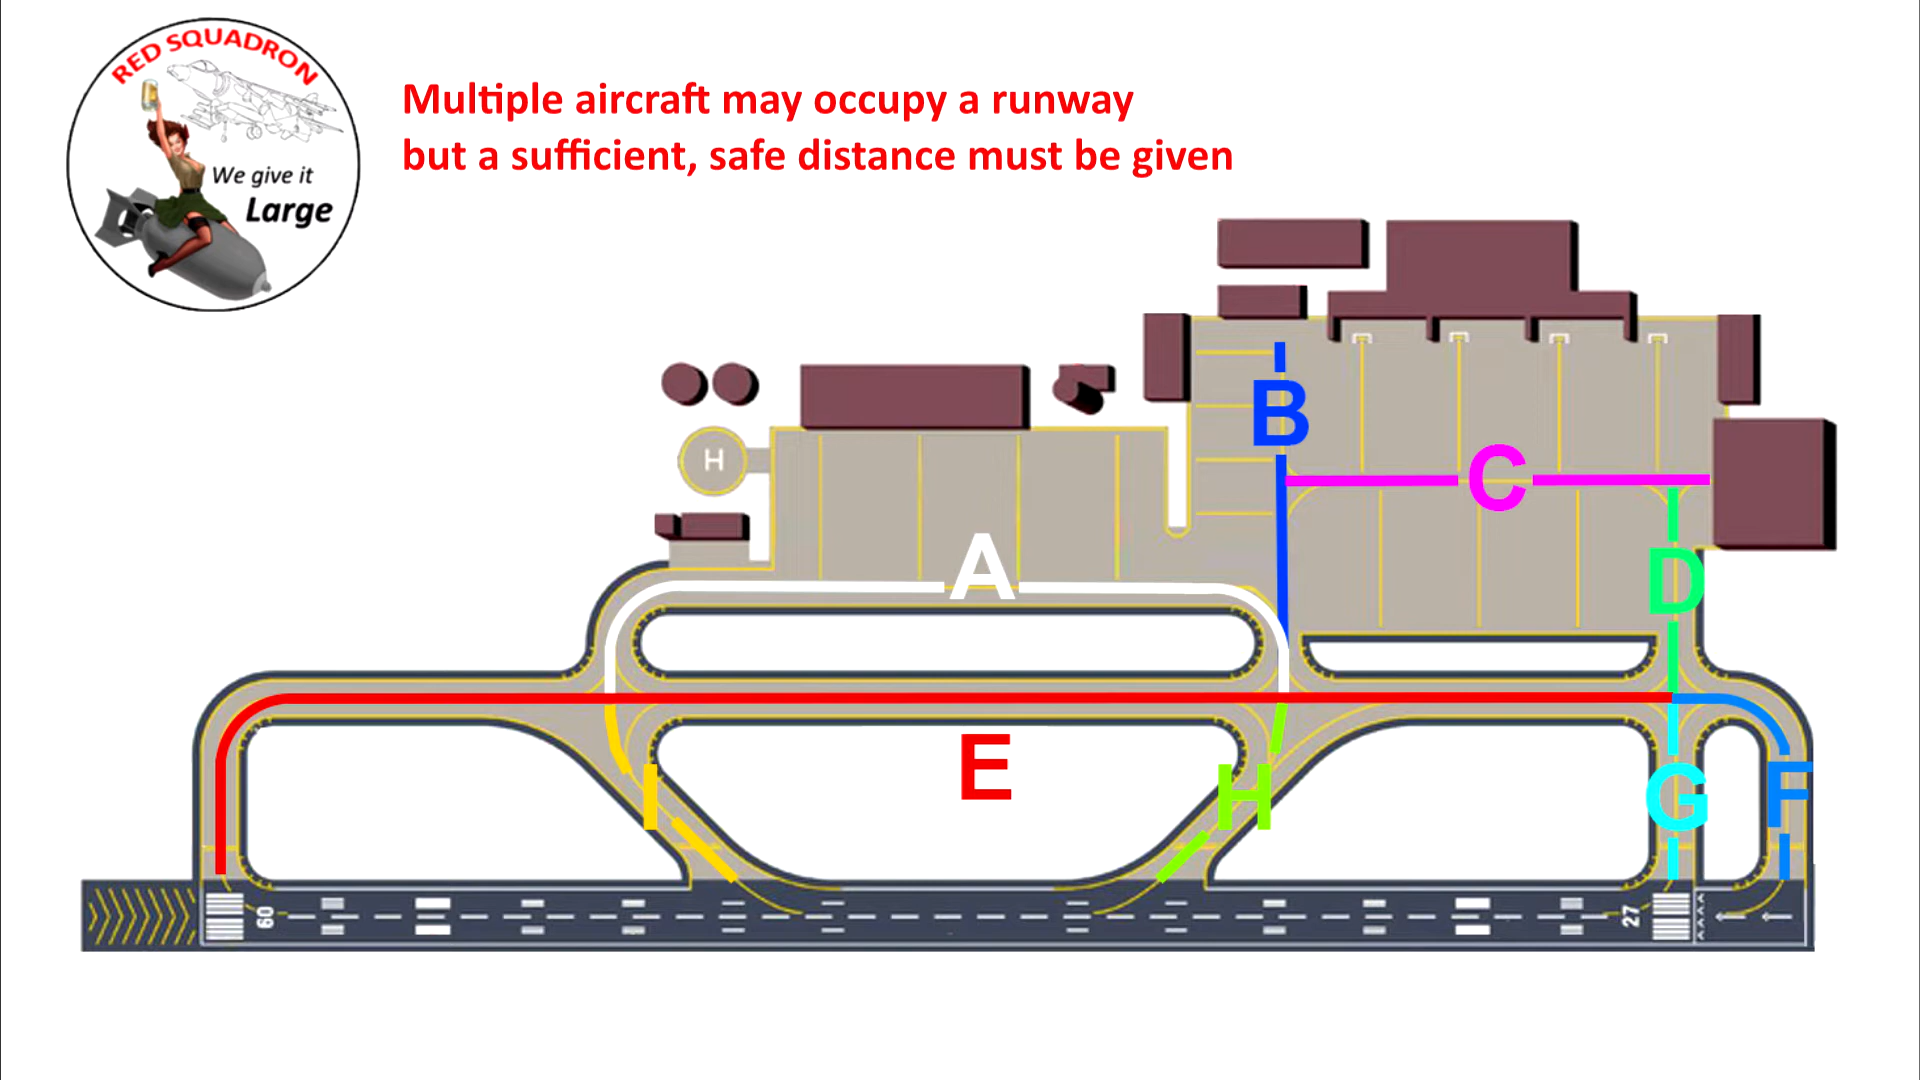 RED SQUADRON
We give it
Large
Multiple aircraft may occupy a runway
but a sufficient, safe distance must be given
B
C
H
A
D
E
I
H
G
F
09
27